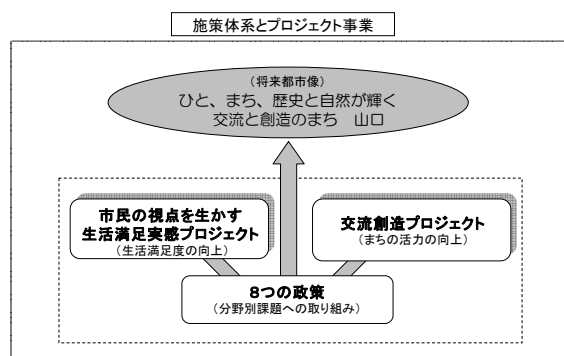 施策体系とプロジェクト事業
（将来都市像）
ひと、まち、歴史と自然が輝く
交流と創造のまち　山口
市民の視点を生かす
生活満足実感プロジェクト
（生活満足度の向上）
交流創造プロジェクト
（まちの活力の向上）
8つの政策
（分野別課題への取り組み）